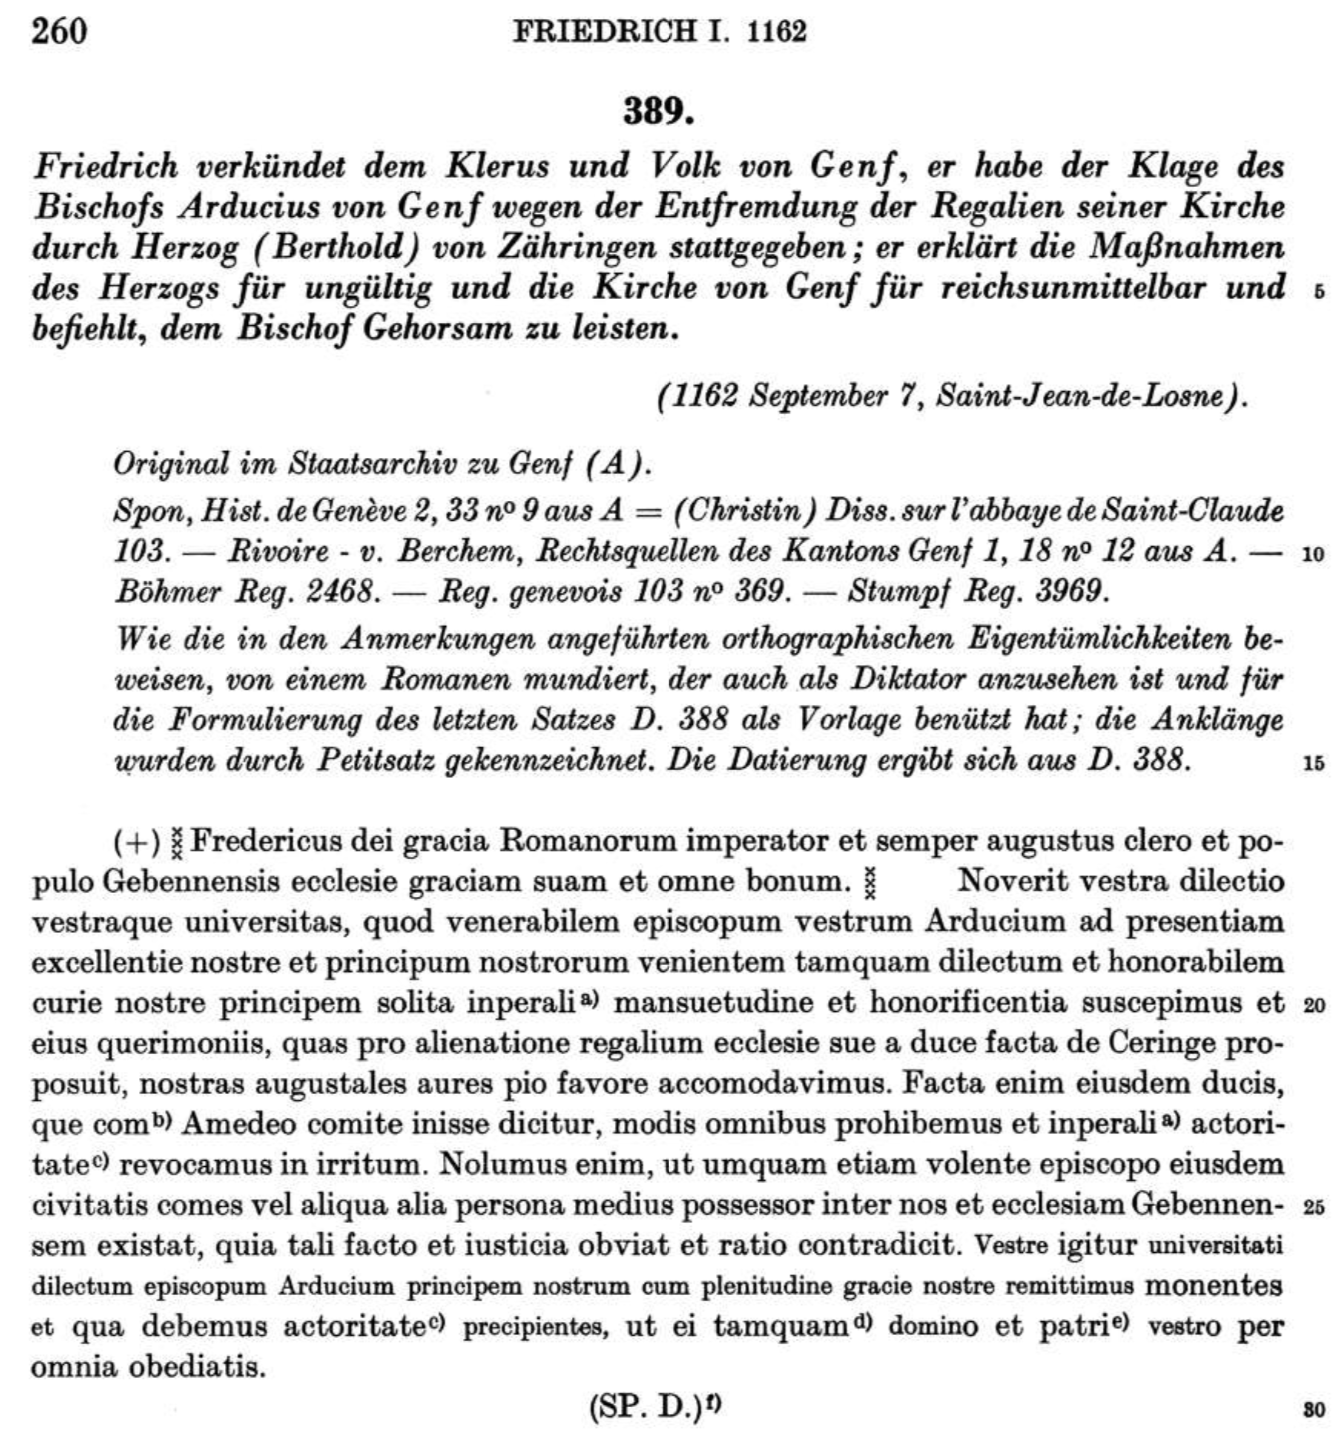 260 FRIEDRICH I. 1162
389.
Friedrich verkündet dem Klerus und Volk von Genf, er habe der Klage des
Bischofs Arducius von Genf wegen der Entfremdung der Regalien seiner Kirche
durch Herzog (Berthold) von Zähringen stattgegeben; er erklärt die Maßnahmen
des Herzogs für ungültig und die Kirche von Genf für reichsunmittelbar und 5
befiehlt, dem Bischof Gehorsam zu leisten.
(1162 September 7, Saint-Jean-de-Losne).
Original im Staatsarchiv zu Genf (A).
Spon, Hist. de Genève 2, 33 nº 9 aus A = (Christin) Diss. sur l'abbaye de Saint-Claude
103. — Rivoire - v. Berchem, Rechtsquellen des Kantons Genf 1, 18 nº 12 aus A. — 10
Böhmer Reg. 2468. — Reg. genevois 103 nº 369. — Stumpf Reg. 3969.
Wie die in den Anmerkungen angeführten orthographischen Eigentümlichkeiten be-
weisen, von einem Romanen mundiert, der auch als Diktator anzusehen ist und für
die Formulierung des letzten Satzes D. 388 als Vorlage benützt hat; die Anklänge
wurden durch Petitsatz gekennzeichnet. Die Datierung ergibt sich aus D. 388. 15
(+) ⁑ Fredericus dei gracia Romanorum imperator et semper augustus clero et po-
pulo Gebennensis ecclesie graciam suam et omne bonum. ⁑ Noverit vestra dilectio
vestraque universitas, quod venerabilem episcopum vestrum Arducium ad presentiam
excellentie nostre et principum nostrorum venientem tamquam dilectum et honorabilem
curie nostre principem solita inperali a) mansuetudine et honorificentia suscepimus et 20
eius querimoniis, quas pro alienatione regalium ecclesie sue a duce facta de Ceringe pro-
posuit, nostras augustales aures pio favore accomodavimus. Facta enim eiusdem ducis,
que com b) Amedeo comite inisse dicitur, modis omnibus prohibemus et inperali a) actori-
tate c) revocamus in irritum. Nolumus enim, ut umquam etiam volente episcopo eiusdem
civitatis comes vel aliqua alia persona medius possessor inter nos et ecclesiam Gebennen- 25
sem existat, quia tali facto et iusticia obviat et ratio contradicit. Vestre igitur universitati
dilectum episcopum Arducium principem nostrum cum plenitudine gracie nostre remittimus monentes
et qua debemus actoritate c) precipientes, ut ei tamquam d) domino et patri e) vestro per
omnia obediatis.
(SP. D.) f) 30